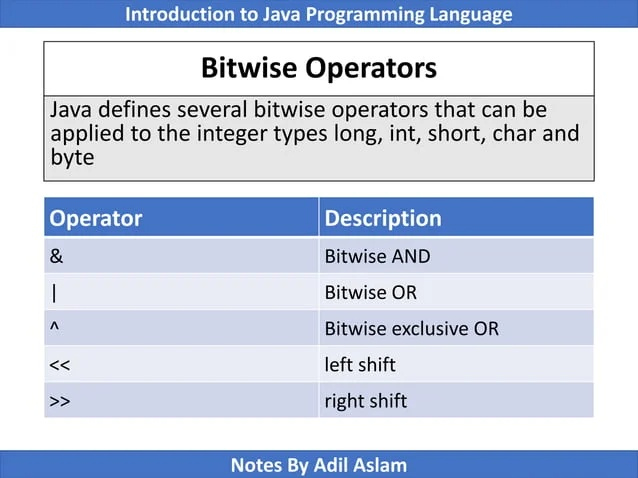 Introduction to Java Programming Language
Bitwise Operators
Java defines several bitwise operators that can be
applied to the integer types long, int, short, char and
byte
Operator Description
& Bitwise AND
| Bitwise OR
^ Bitwise exclusive OR
<< left shift
>> right shift
Notes By Adil Aslam